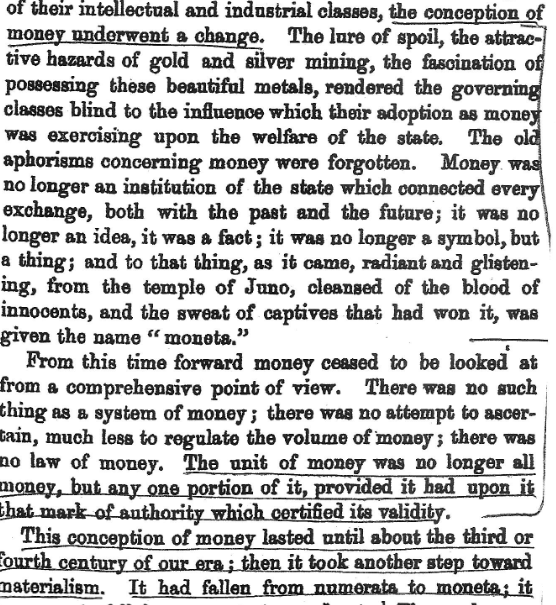 of their intellectual and industrial classes, the conception of
money underwent a change. The lure of spoil, the attrac-
tive hazards of gold and silver mining, the fascination of
possessing these beautiful metals, rendered the governing
classes blind to the influence which their adoption as money
was exercising upon the welfare of the state. The old
aphorisms concerning money were forgotten. Money was
no longer an institution of the state which connected every
exchange, both with the past and the future; it was no
longer an idea, it was a fact; it was no longer a symbol, but
a thing; and to that thing, as it came, radiant and glisten-
ing, from the temple of Juno, cleansed of the blood of
innocents, and the sweat of captives that had won it, was
given the name “moneta.”
From this time forward money ceased to be looked at
from a comprehensive point of view. There was no such
thing as a system of money; there was no attempt to ascer-
tain, much less to regulate the volume of money; there was
no law of money. The unit of money was no longer all
money, but any one portion of it, provided it had upon it
that mark of authority which certified its validity.
This conception of money lasted until about the third or
fourth century of our era; then it took another step toward
materialism. It had fallen from numerata to moneta; it